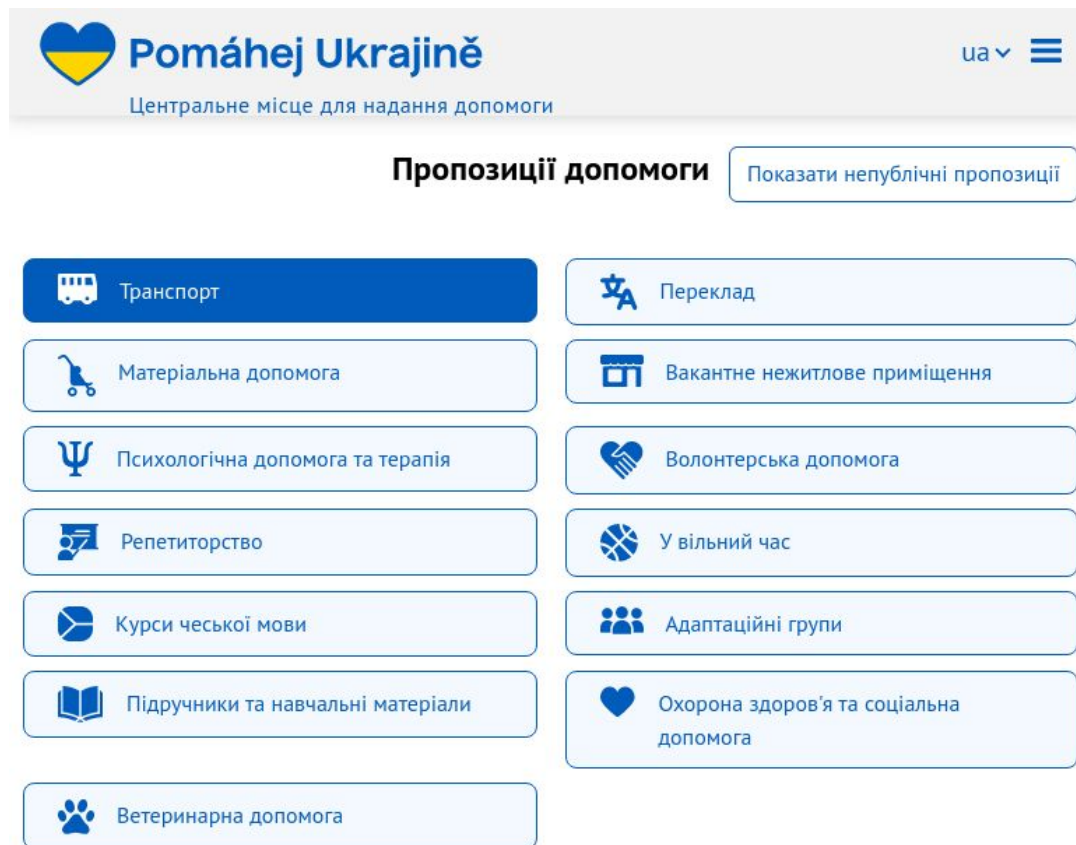 Pomáhej Ukrajině
ua
Центральне місце для надання допомоги
Пропозиції допомоги
Показати непублічні пропозиції
Транспорт
Переклад
Матеріальна допомога
Вакантне нежитлове приміщення
Психологічна допомога та терапія
Волонтерська допомога
Репетиторство
У вільний час
Курси чеської мови
Адаптаційні групи
Підручники та навчальні матеріали
Охорона здоров'я та соціальна
допомога
Ветеринарна допомога